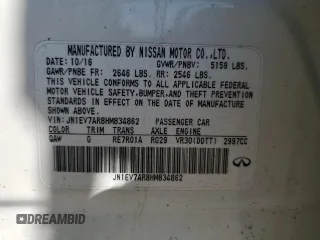 MANUFACTURED BY NISSAN MOTOR CO.,LTD.
DATE: 10/16 GVWR/PNBV: 5159 LBS.
GAWR/PNBE FR: 2646 LBS. RR: 2546 LBS.
THIS VEHICLE CONFORMS TO ALL APPLICABLE FEDERAL
MOTOR VEHICLE SAFETY, BUMPER, AND THEFT
PREVENTION STANDARDS IN EFFECT ON THE DATE OF
MANUFACTURE SHOWN ABOVE.
VIN: JN1EV7AR8HM834862 PASSENGER CAR
COLOR TRIM TRANS AXLE ENGINE
QAW G RE7R01A RG29 VR30(DDTT) 2997CC
JN1EV7AR8HM834862
INFINITI
© DREAMBID LLC